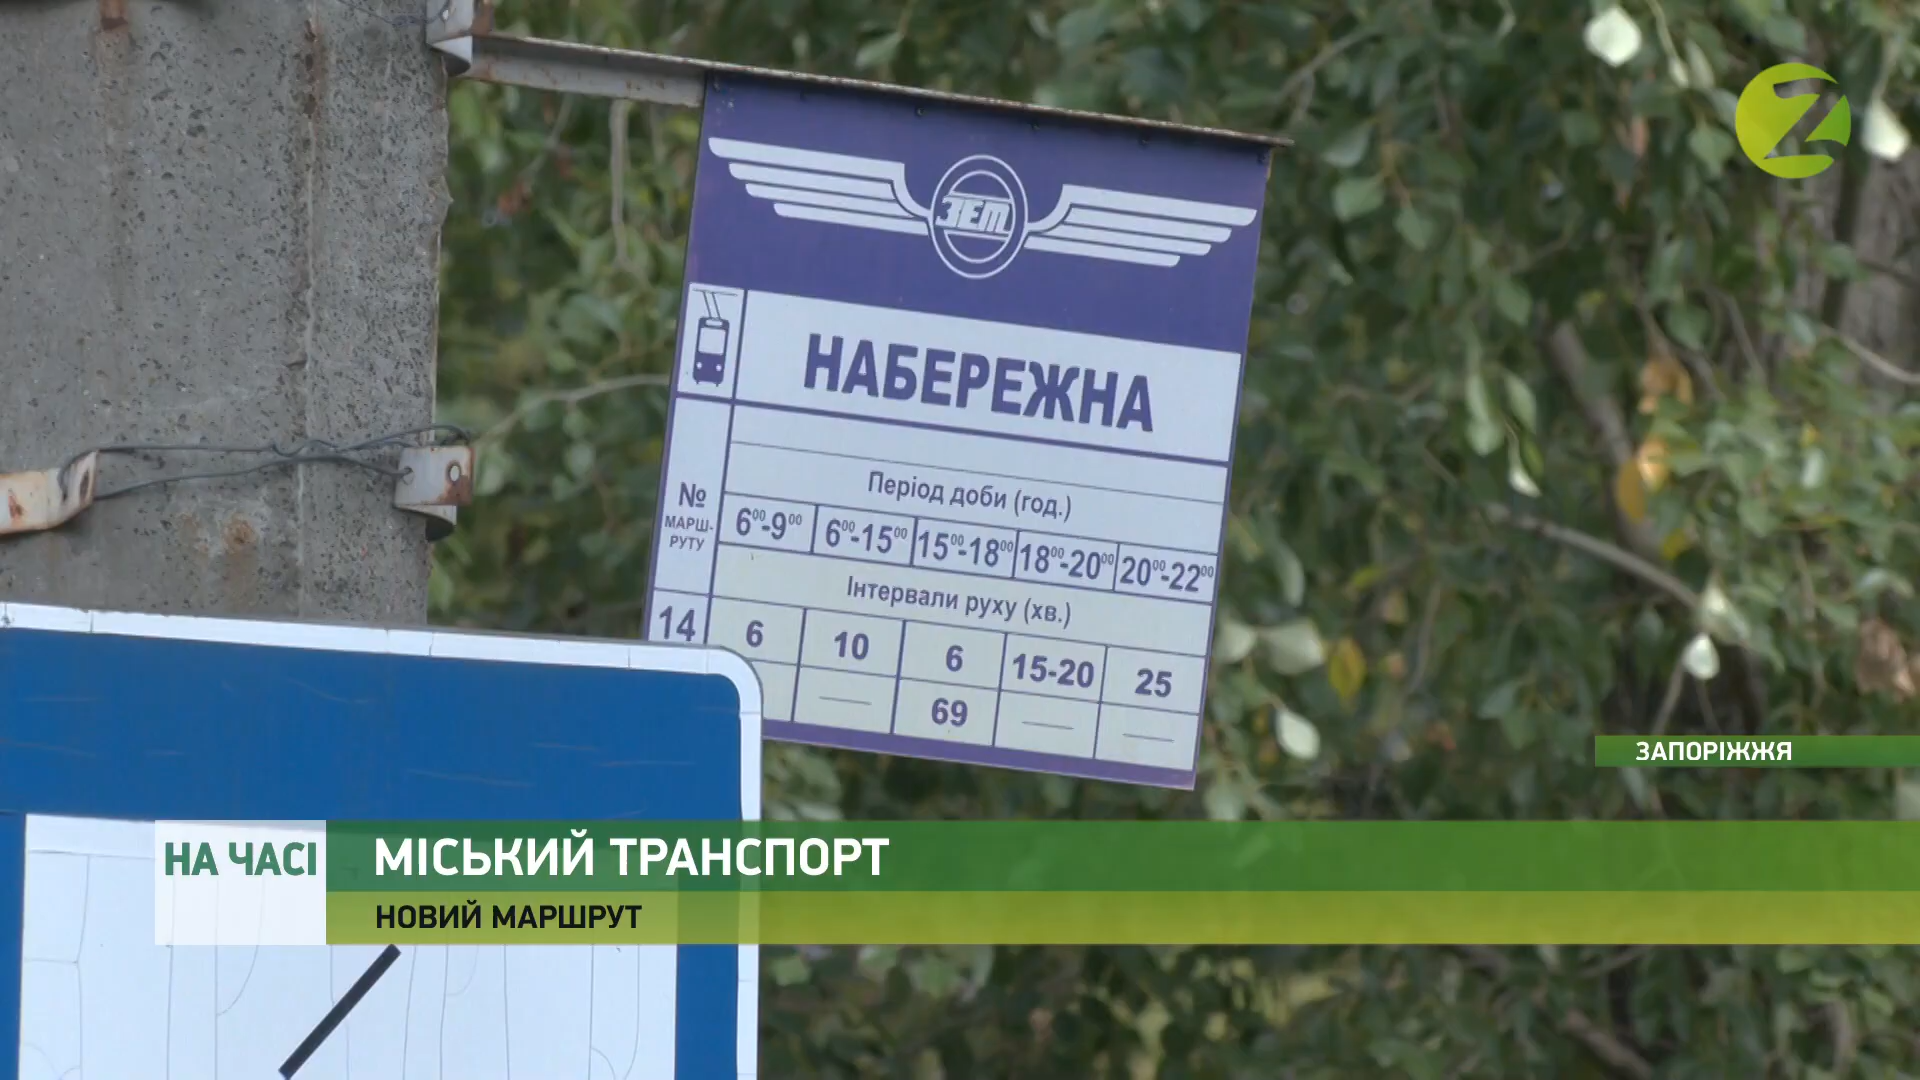 ЗЕТ
НАБЕРЕЖНА
№
МАРШ-
РУТУ
Період доби (год.)
6⁰⁰-9⁰⁰ 6⁰⁰-15⁰⁰ 15⁰⁰-18⁰⁰ 18⁰⁰-20⁰⁰ 20⁰⁰-22⁰⁰
Інтервали руху (хв.)
14 6 10 6 15-20 25
— 69 — —
ЗАПОРІЖЖЯ
НА ЧАСІ
МІСЬКИЙ ТРАНСПОРТ
НОВИЙ МАРШРУТ